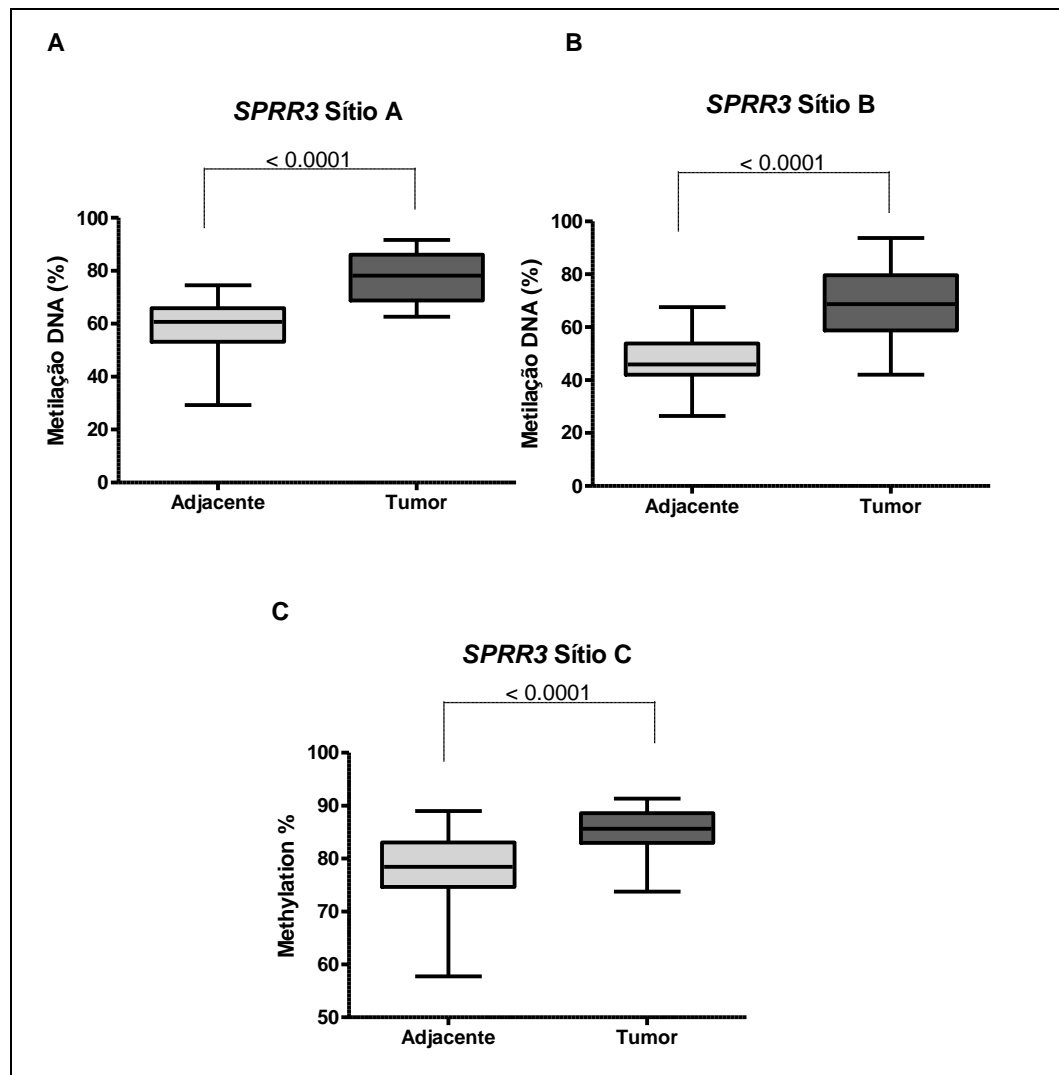 A
SPRR3 Sítio A
< 0.0001
Metilação DNA (%)
100
80
60
40
20
0
Adjacente Tumor
B
SPRR3 Sítio B
< 0.0001
Metilação DNA (%)
100
80
60
40
20
0
Adjacente Tumor
C
SPRR3 Sítio C
< 0.0001
Methylation %
100
90
80
70
60
50
Adjacente Tumor